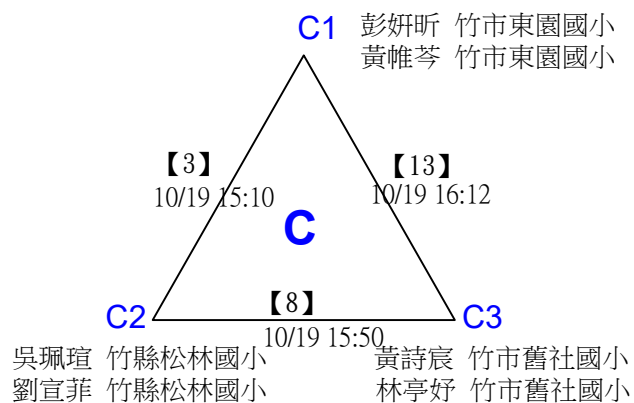 C1
彭姸昕 竹市東園國小
黃帷芩 竹市東園國小
【3】
10/19 15:10
【13】
10/19 16:12
C
【8】
10/19 15:50
C2
吳珮瑄 竹縣松林國小
劉宣菲 竹縣松林國小
C3
黃詩宸 竹市舊社國小
林亭妤 竹市舊社國小